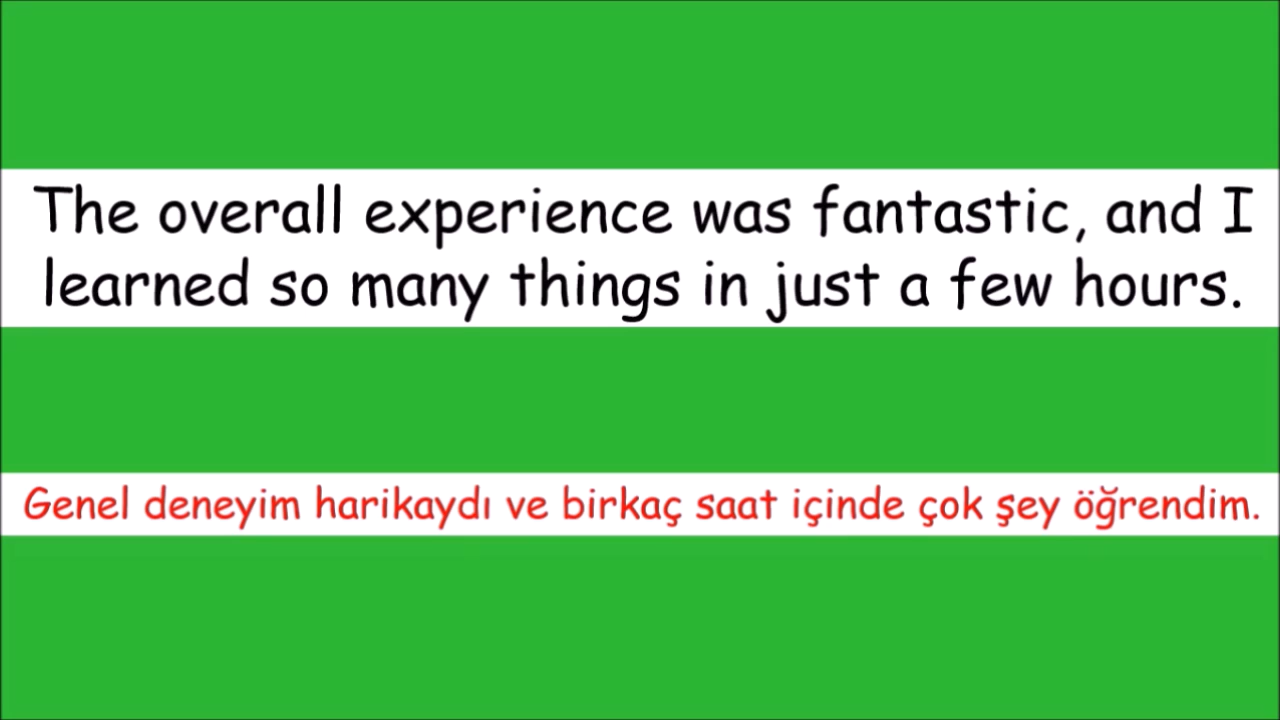 The overall experience was fantastic, and I
learned so many things in just a few hours.
Genel deneyim harikaydı ve birkaç saat içinde çok şey öğrendim.